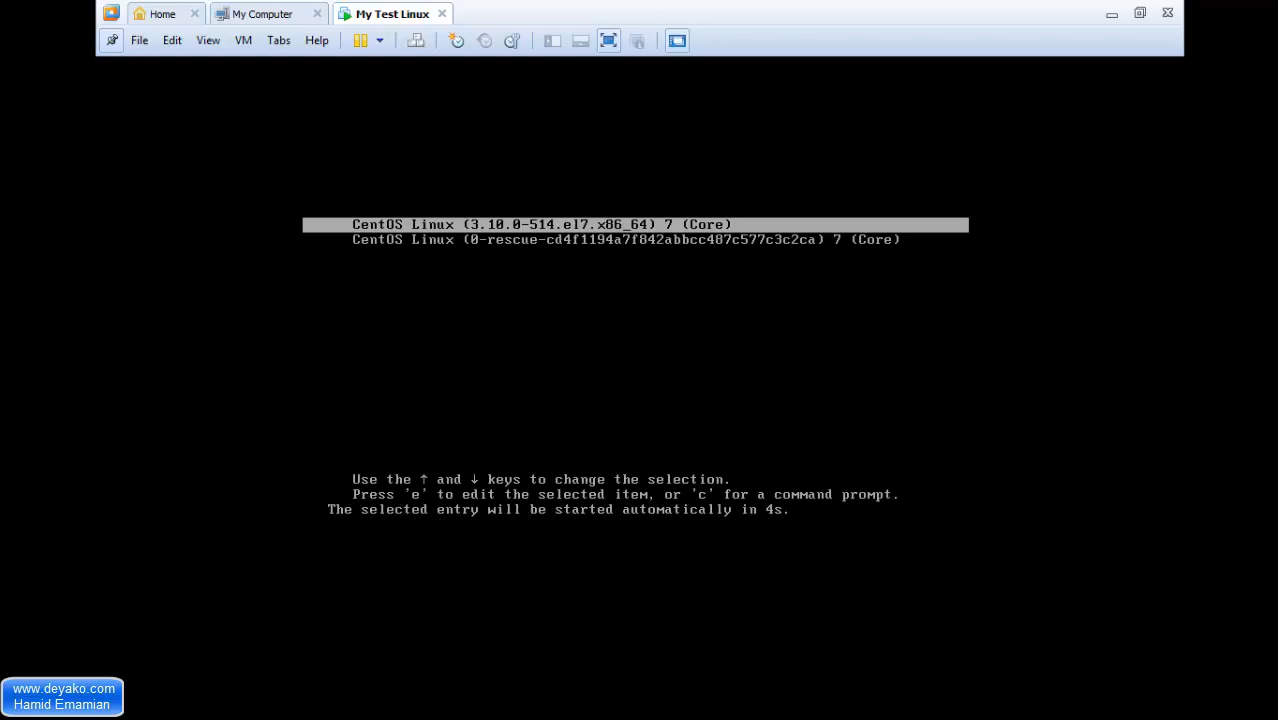 Home
My Computer
My Test Linux
File Edit View VM Tabs Help
CentOS Linux (3.10.0-514.el7.x86_64) 7 (Core)
CentOS Linux (0-rescue-cd4f1194a7f842abbcc487c577c3c2ca) 7 (Core)
Use the ↑ and ↓ keys to change the selection.
Press 'e' to edit the selected item, or 'c' for a command prompt.
The selected entry will be started automatically in 4s.
www.deyako.com
Hamid Emamian